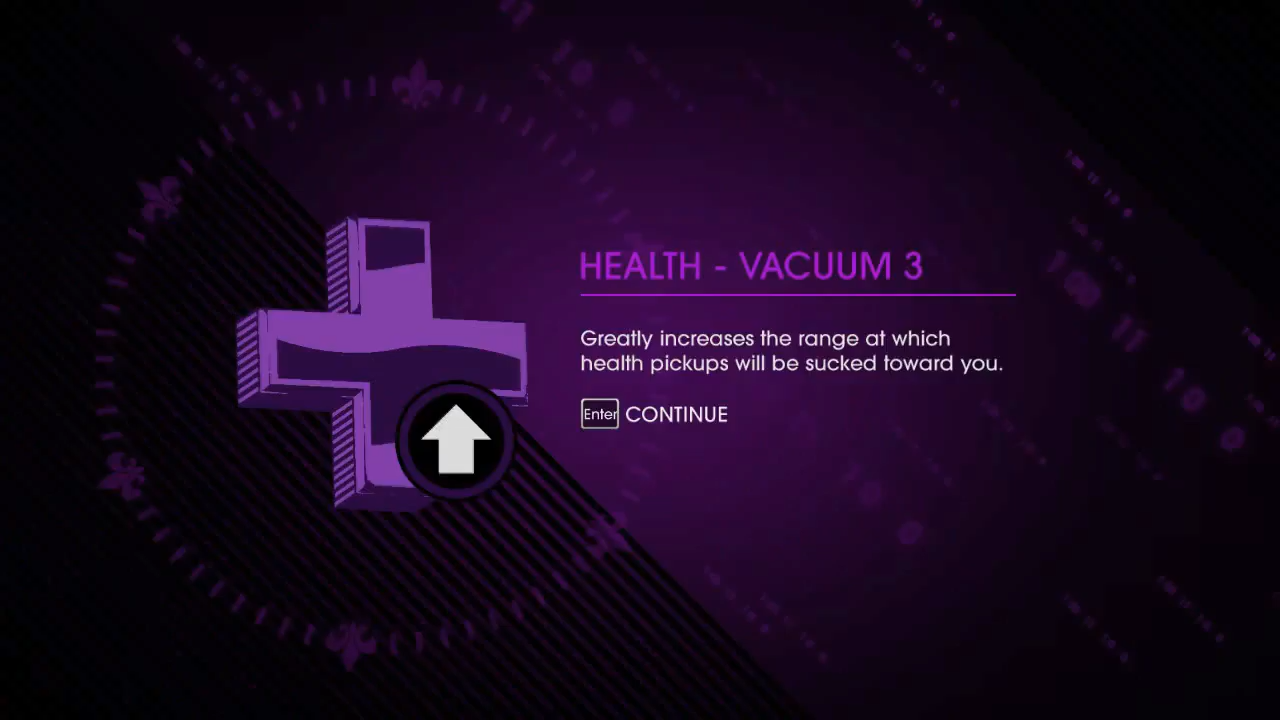 HEALTH - VACUUM 3
Greatly increases the range at which
health pickups will be sucked toward you.
Enter CONTINUE